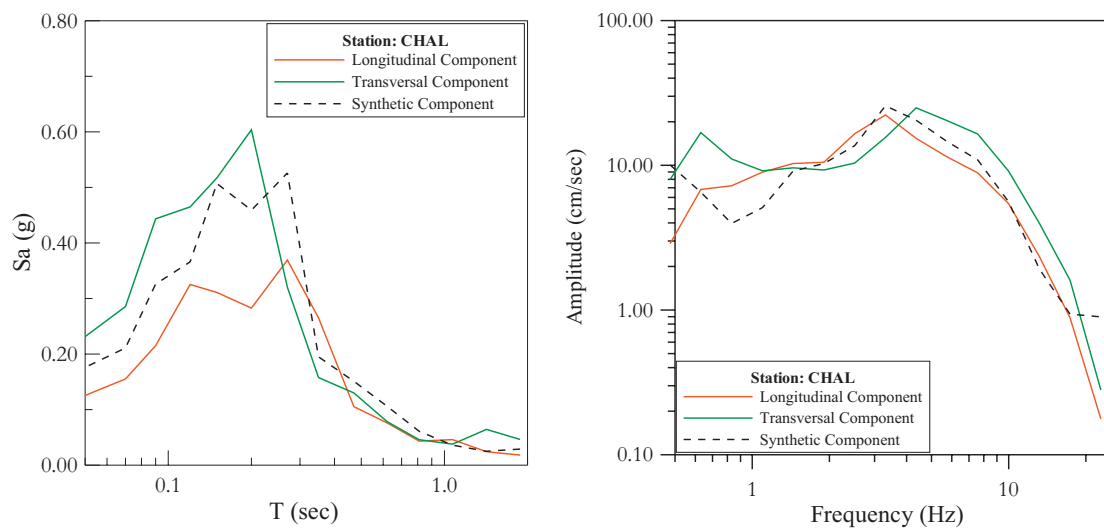 0.80
0.60
0.40
0.20
0.00
Sa (g)
0.1
1.0
T (sec)
Station: CHAL
Longitudinal Component
Transversal Component
Synthetic Component
100.00
10.00
1.00
0.10
Amplitude (cm/sec)
1
10
Frequency (Hz)
Station: CHAL
Longitudinal Component
Transversal Component
Synthetic Component